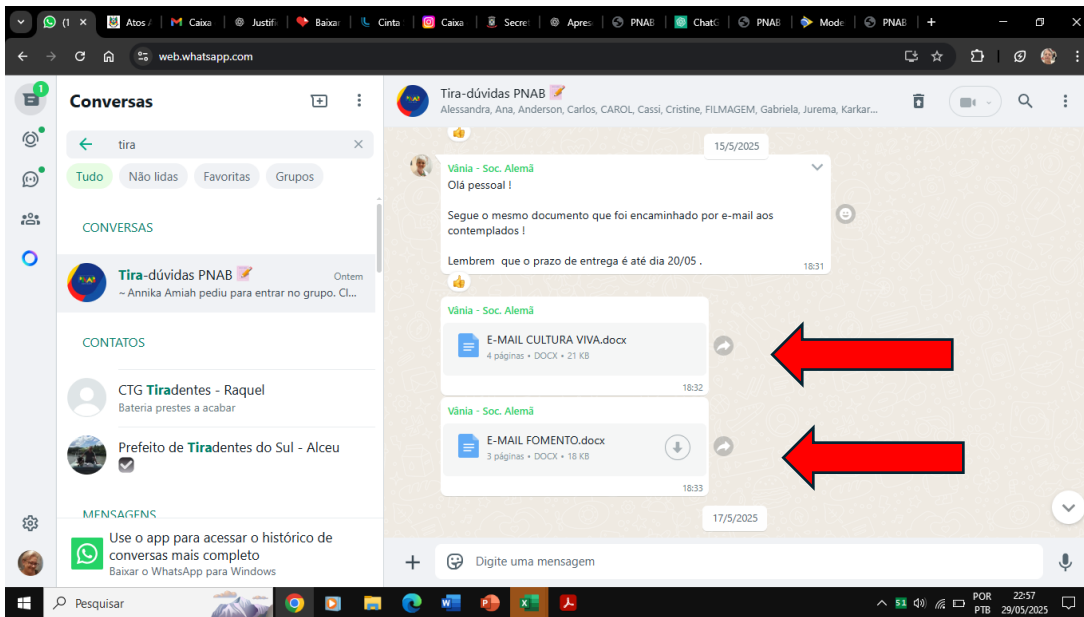 (1
Atos /
Caixa
Justifi
Baixar
Cinta
Caixa
Secret
Apres
PNAB
ChatG
PNAB
Mode
PNAB
web.whatsapp.com
1
Conversas
tira
Tudo
Não lidas
Favoritas
Grupos
CONVERSAS
Tira-dúvidas PNAB
Ontem
~ Annika Amiah pediu para entrar no grupo. Cl...
CONTATOS
CTG Tiradentes - Raquel
Bateria prestes a acabar
Prefeito de Tiradentes do Sul - Alceu
MENSAGENS
Use o app para acessar o histórico de
conversas mais completo
Baixar o WhatsApp para Windows
Tira-dúvidas PNAB
Alessandra, Ana, Anderson, Carlos, CAROL, Cassi, Cristine, FILMAGEM, Gabriela, Jurema, Karkar...
15/5/2025
Vânia - Soc. Alemã
Olá pessoal !
Segue o mesmo documento que foi encaminhado por e-mail aos
contemplados !
Lembrem que o prazo de entrega é até dia 20/05 .
18:31
Vânia - Soc. Alemã
E-MAIL CULTURA VIVA.docx
4 páginas • DOCX • 21 KB
18:32
Vânia - Soc. Alemã
E-MAIL FOMENTO.docx
3 páginas • DOCX • 18 KB
18:33
17/5/2025
Digite uma mensagem
Pesquisar
51
POR
PTB
22:57
29/05/2025